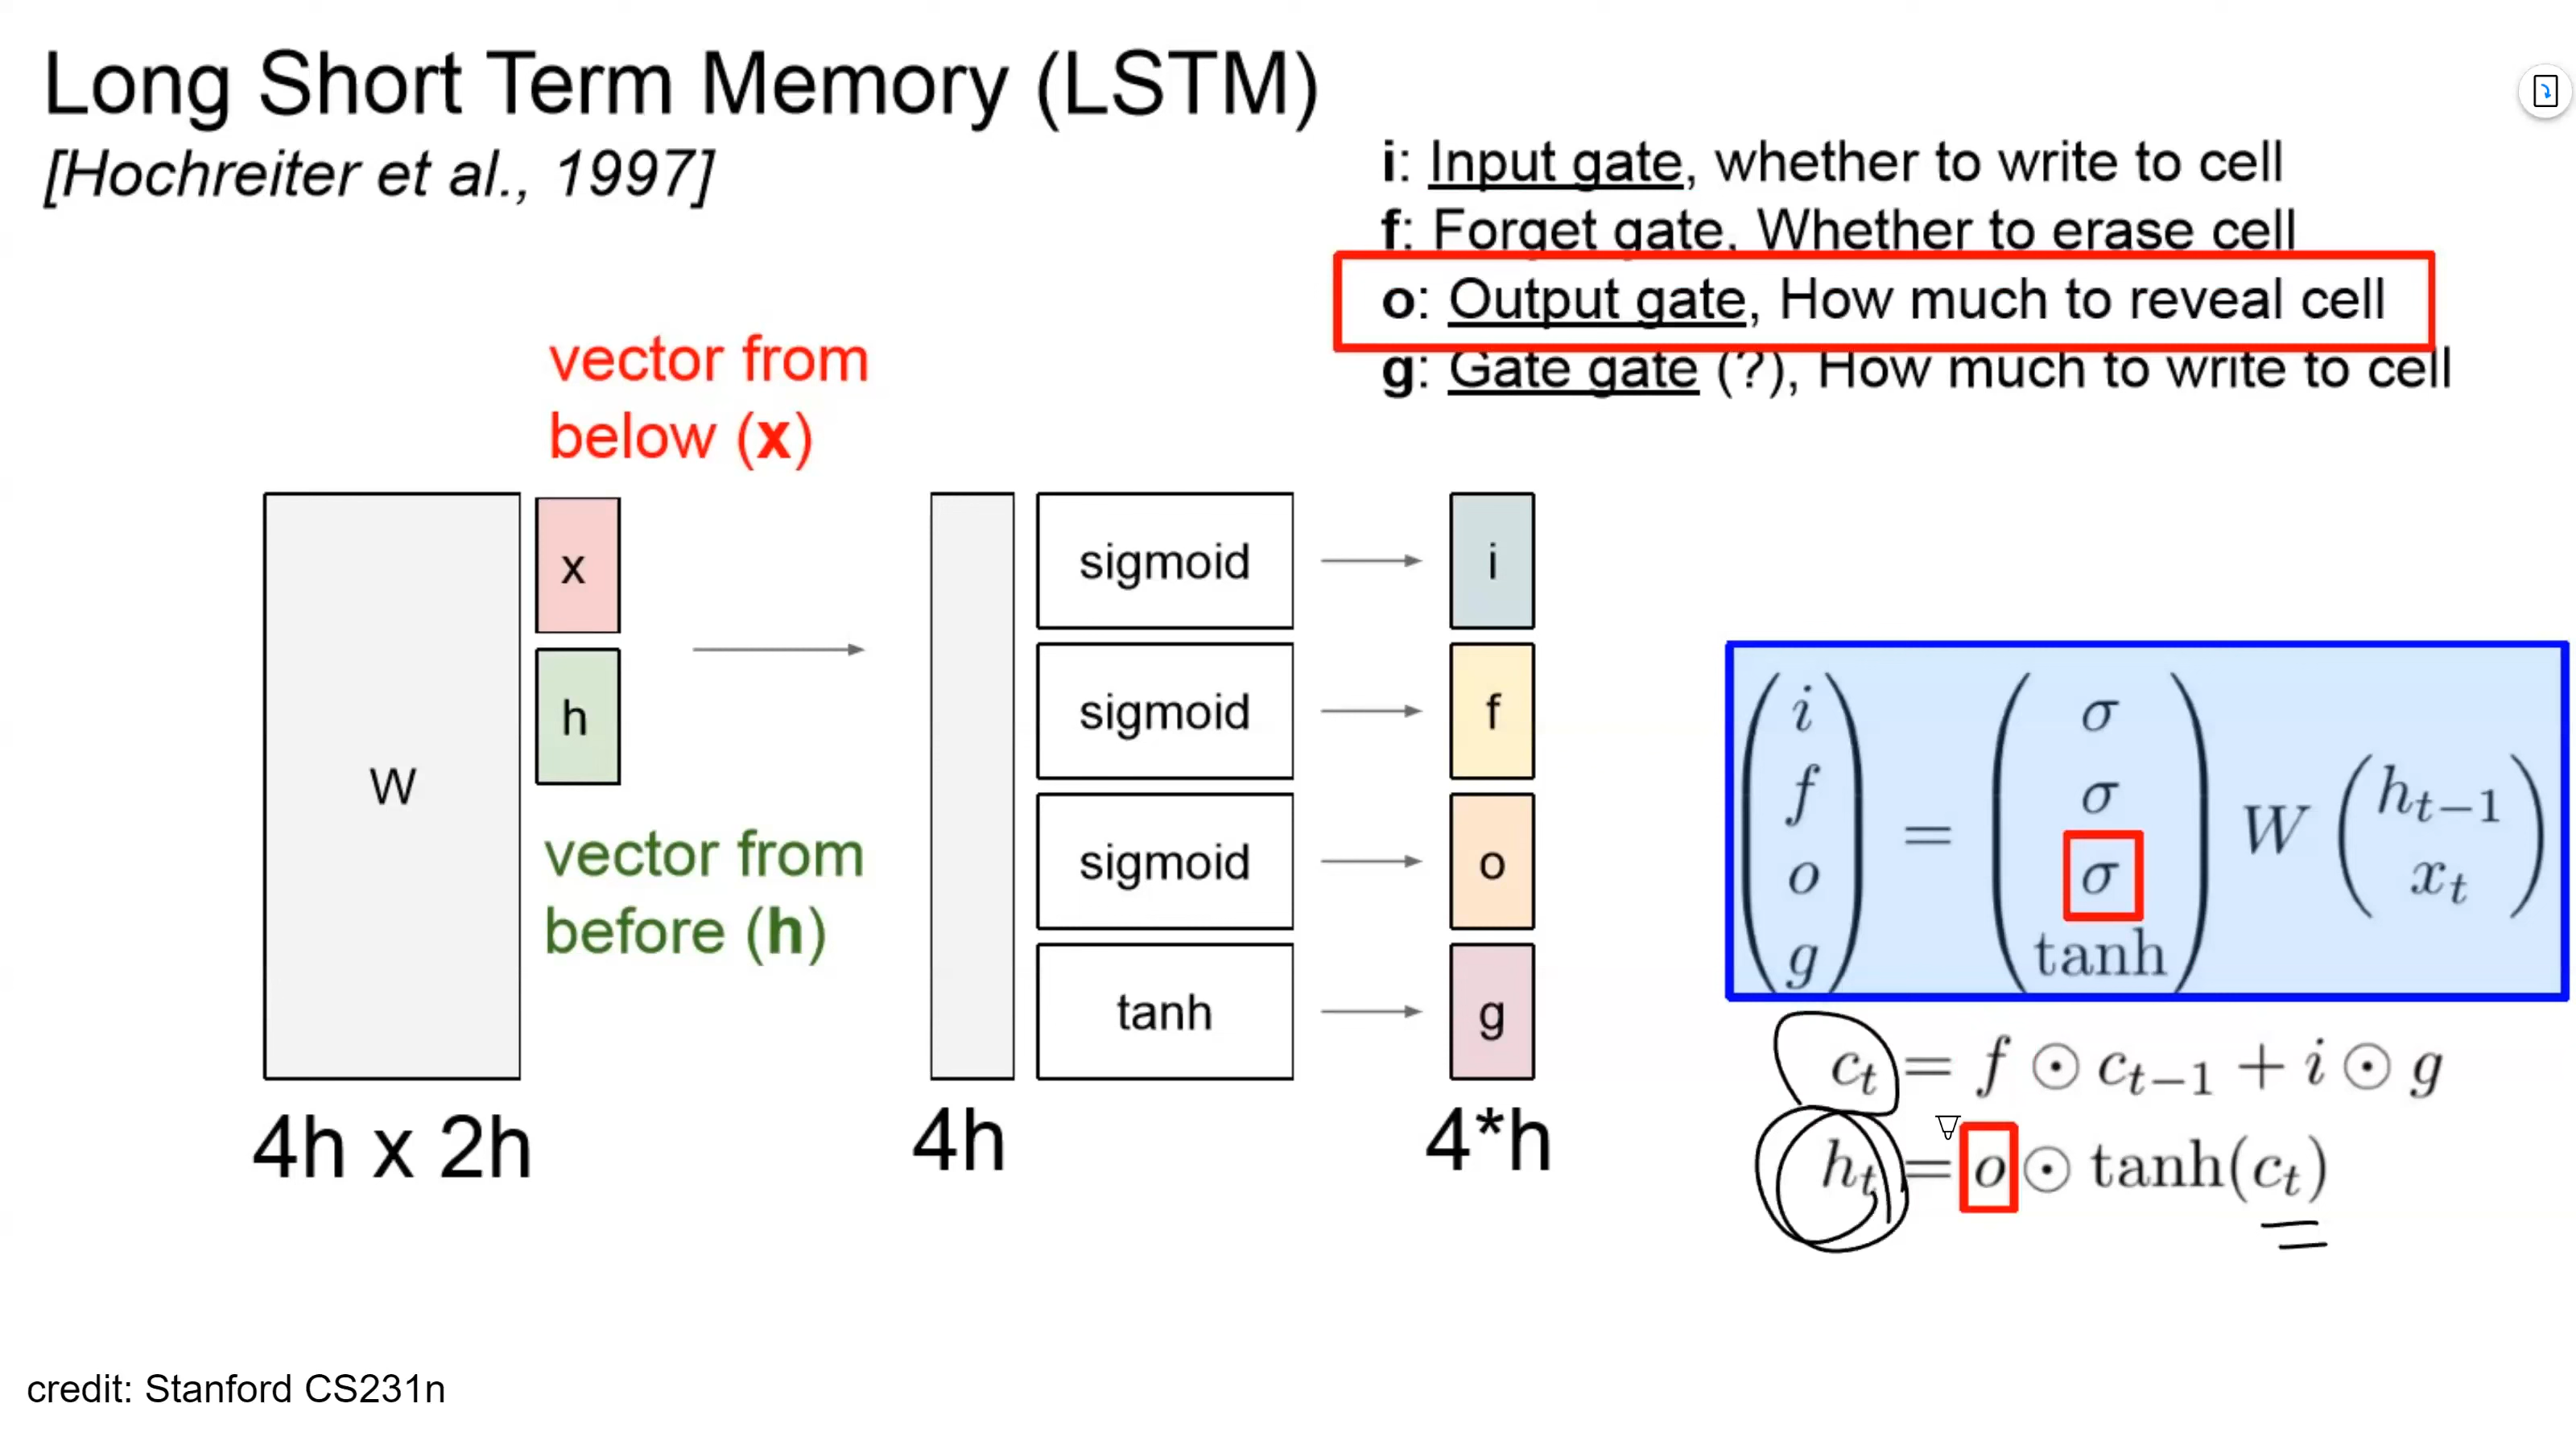 Long Short Term Memory (LSTM)
[Hochreiter et al., 1997]
i: Input gate, whether to write to cell
f: Forget gate, Whether to erase cell
o: Output gate, How much to reveal cell
g: Gate gate (?), How much to write to cell
vector from
below (x)
W
x
h
vector from
before (h)
4h x 2h
4h
sigmoid
sigmoid
sigmoid
tanh
i
f
o
g
4*h
(i f o g) = (σ σ σ tanh) W (h_{t−1} x_t)
c_t = f ⊙ c_{t−1} + i ⊙ g
h_t = o ⊙ tanh(c_t)
credit: Stanford CS231n